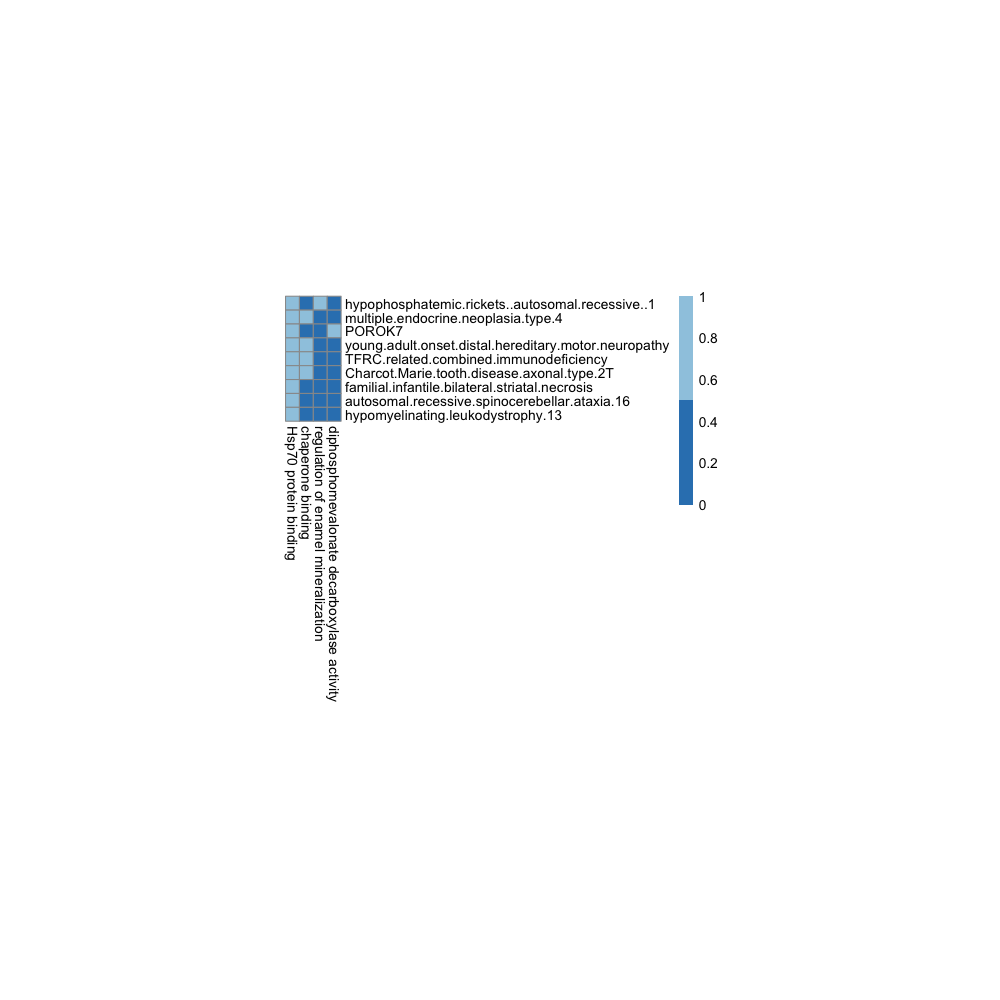 hypophosphatemic.rickets..autosomal.recessive..1
multiple.endocrine.neoplasia.type.4
POROK7
young.adult.onset.distal.hereditary.motor.neuropathy
TFRC.related.combined.immunodeficiency
Charcot.Marie.tooth.disease.axonal.type.2T
familial.infantile.bilateral.striatal.necrosis
autosomal.recessive.spinocerebellar.ataxia.16
hypomyelinating.leukodystrophy.13
Hsp70 protein binding
chaperone binding
regulation of enamel mineralization
diphosphomevalonate decarboxylase activity
1
0.8
0.6
0.4
0.2
0